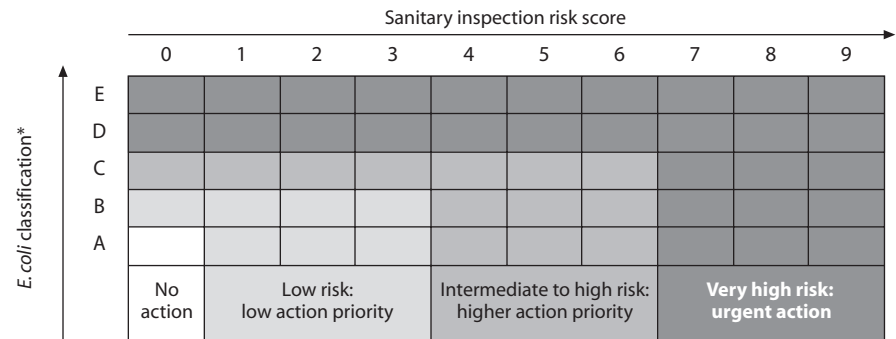 Sanitary inspection risk score
0 1 2 3 4 5 6 7 8 9
E. coli classification*
E
D
C
B
A
No action
Low risk: low action priority
Intermediate to high risk: higher action priority
Very high risk: urgent action